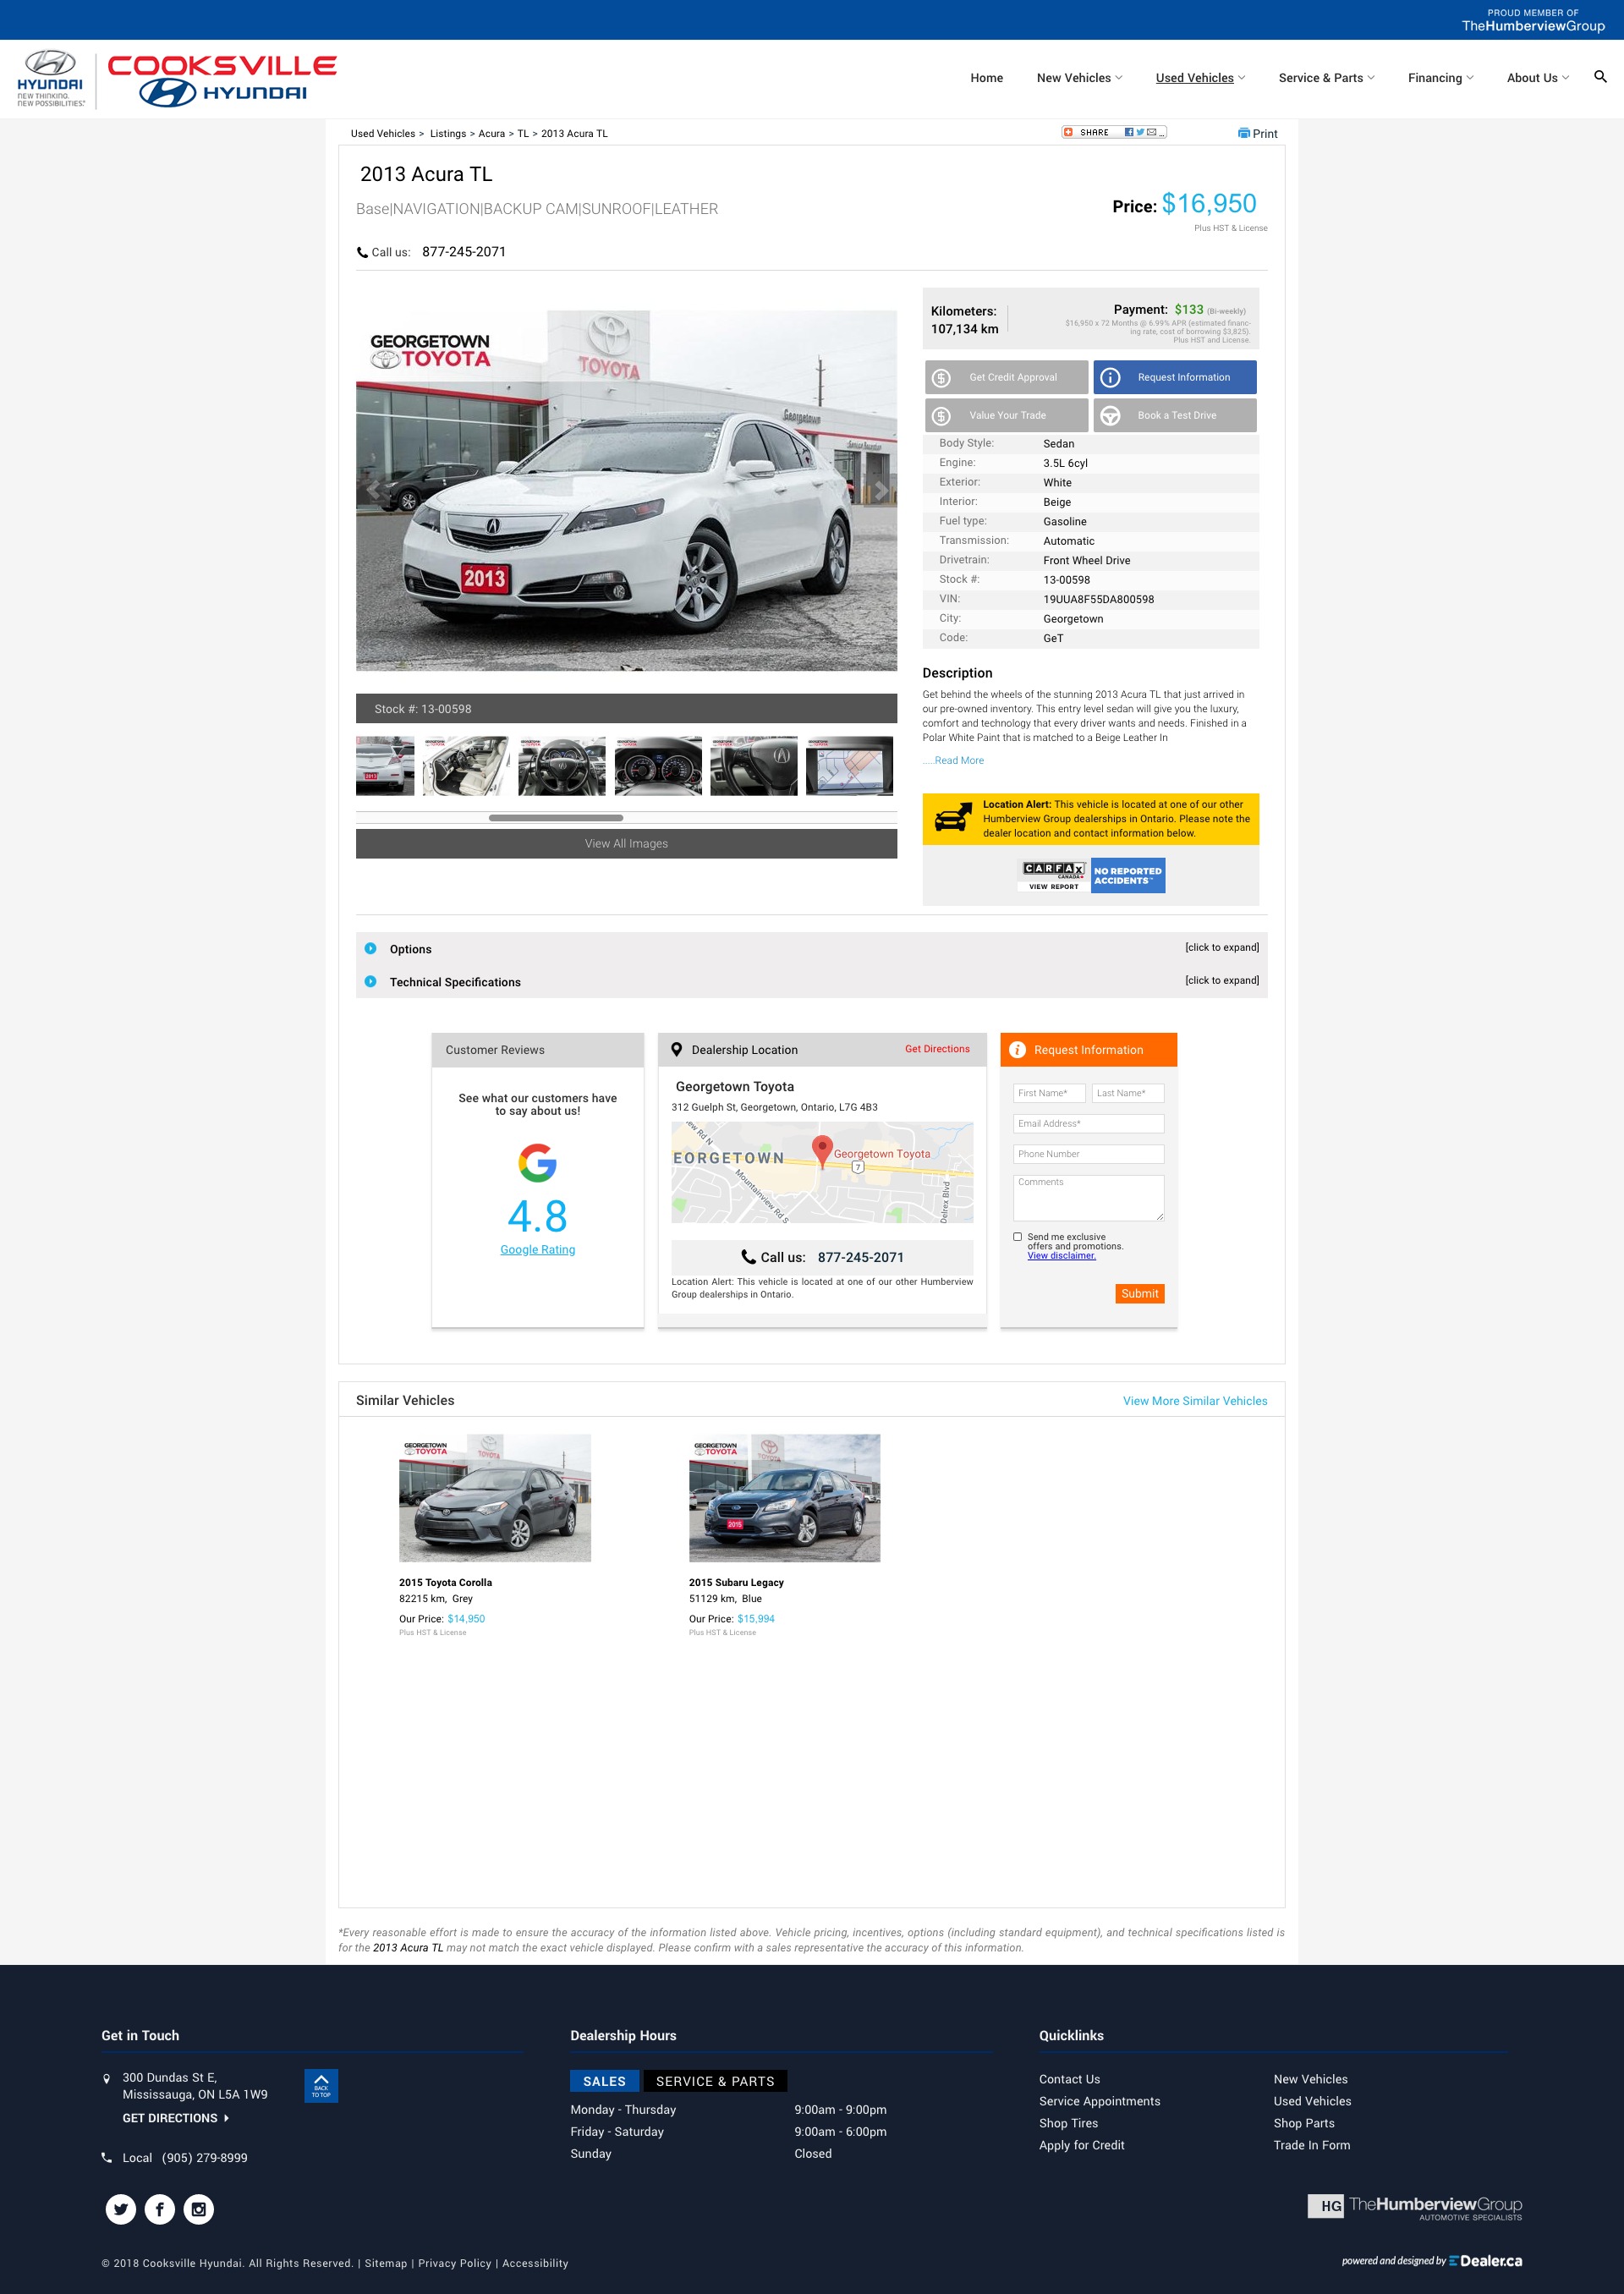 PROUD MEMBER OF
TheHumberviewGroup
HYUNDAI
NEW THINKING.
NEW POSSIBILITIES.
COOKSVILLE
HYUNDAI
Home New Vehicles Used Vehicles Service & Parts Financing About Us
Used Vehicles > Listings > Acura > TL > 2013 Acura TL
SHARE ...
Print
2013 Acura TL
Base|NAVIGATION|BACKUP CAM|SUNROOF|LEATHER
Price: $16,950
Plus HST & License
Call us: 877-245-2071
GEORGETOWN
TOYOTA
TOYOTA
Georgetown
2013
Stock #: 13-00598
View All Images
Kilometers:
107,134 km
Payment: $133 (Bi-weekly)
$16,950 x 72 Months @ 6.99% APR (estimated financ-
ing rate, cost of borrowing $3,825).
Plus HST and License.
Get Credit Approval
Request Information
Value Your Trade
Book a Test Drive
Body Style: Sedan
Engine: 3.5L 6cyl
Exterior: White
Interior: Beige
Fuel type: Gasoline
Transmission: Automatic
Drivetrain: Front Wheel Drive
Stock #: 13-00598
VIN: 19UUA8F55DA800598
City: Georgetown
Code: GeT
Description
Get behind the wheels of the stunning 2013 Acura TL that just arrived in
our pre-owned inventory. This entry level sedan will give you the luxury,
comfort and technology that every driver wants and needs. Finished in a
Polar White Paint that is matched to a Beige Leather In
.....Read More
Location Alert: This vehicle is located at one of our other
Humberview Group dealerships in Ontario. Please note the
dealer location and contact information below.
CARFAX
CANADA
VIEW REPORT
NO REPORTED
ACCIDENTS™
Options [click to expand]
Technical Specifications [click to expand]
Customer Reviews
See what our customers have
to say about us!
G
4.8
Google Rating
Dealership Location Get Directions
Georgetown Toyota
312 Guelph St, Georgetown, Ontario, L7G 4B3
ew Rd N
EORGETOWN
Georgetown Toyota
7
Mountainview Rd S
Delrex Blvd
Call us: 877-245-2071
Location Alert: This vehicle is located at one of our other Humberview
Group dealerships in Ontario.
Request Information
First Name* Last Name*
Email Address*
Phone Number
Comments
Send me exclusive
offers and promotions.
View disclaimer.
Submit
Similar Vehicles View More Similar Vehicles
GEORGETOWN
TOYOTA
TOYOTA
2015 Toyota Corolla
82215 km, Grey
Our Price: $14,950
Plus HST & License
GEORGETOWN
TOYOTA
TOYOTA
2015
2015 Subaru Legacy
51129 km, Blue
Our Price: $15,994
Plus HST & License
*Every reasonable effort is made to ensure the accuracy of the information listed above. Vehicle pricing, incentives, options (including standard equipment), and technical specifications listed is
for the 2013 Acura TL may not match the exact vehicle displayed. Please confirm with a sales representative the accuracy of this information.
Get in Touch
300 Dundas St E,
Mississauga, ON L5A 1W9
GET DIRECTIONS
BACK
TO TOP
Local (905) 279-8999
Dealership Hours
SALES SERVICE & PARTS
Monday - Thursday 9:00am - 9:00pm
Friday - Saturday 9:00am - 6:00pm
Sunday Closed
Quicklinks
Contact Us New Vehicles
Service Appointments Used Vehicles
Shop Tires Shop Parts
Apply for Credit Trade In Form
HG TheHumberviewGroup
AUTOMOTIVE SPECIALISTS
© 2018 Cooksville Hyundai. All Rights Reserved. | Sitemap | Privacy Policy | Accessibility
powered and designed by EDealer.ca